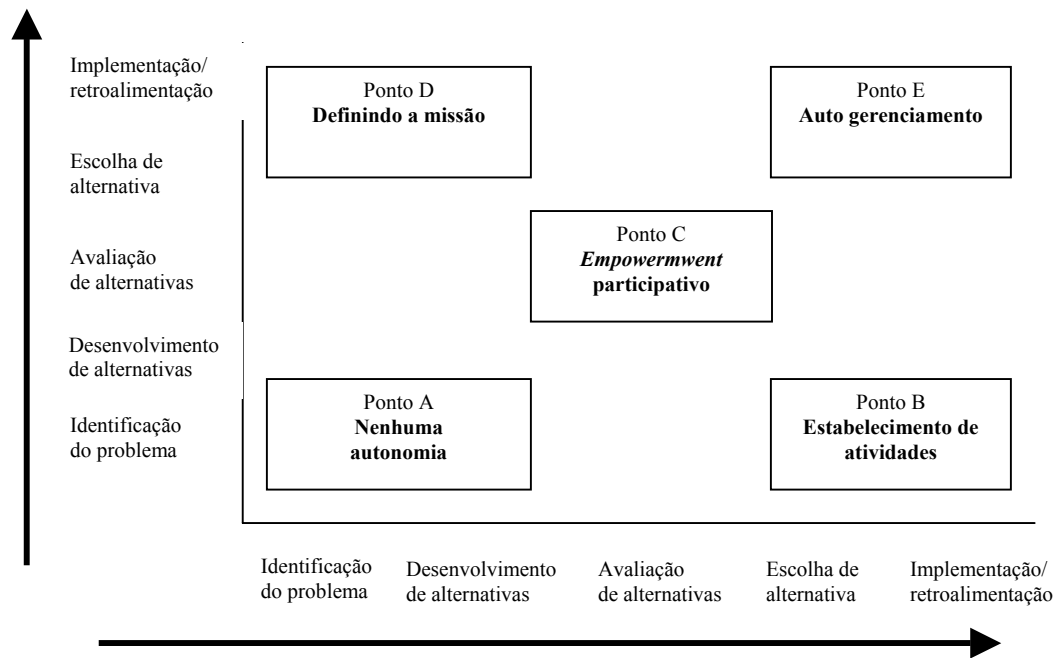 Implementação/
retroalimentação
Escolha de
alternativa
Avaliação
de alternativas
Desenvolvimento
de alternativas
Identificação
do problema
Ponto D
Definindo a missão
Ponto E
Auto gerenciamento
Ponto C
Empowermwent
participativo
Ponto A
Nenhuma
autonomia
Ponto B
Estabelecimento de
atividades
Identificação
do problema
Desenvolvimento
de alternativas
Avaliação
de alternativas
Escolha de
alternativa
Implementação/
retroalimentação